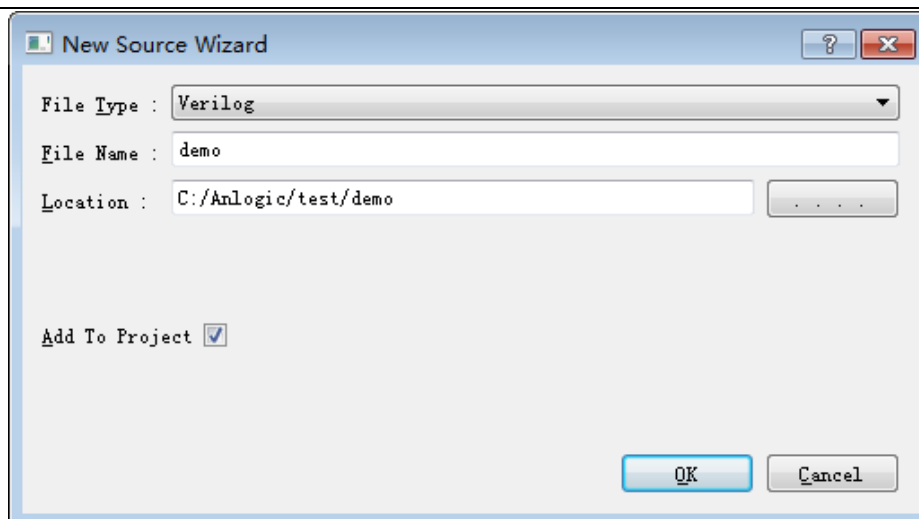 New Source Wizard
File Type : Verilog
File Name : demo
Location : C:/Anlogic/test/demo . . . .
Add To Project
OK Cancel